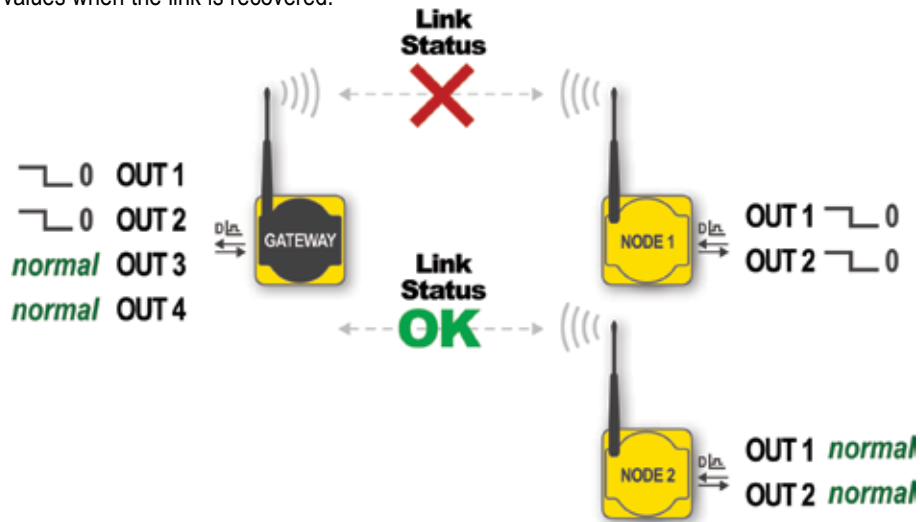 values when the link is recovered.
Link
Status
0 OUT 1
0 OUT 2
normal OUT 3
normal OUT 4
D
GATEWAY
Link
Status
OK
NODE 1
D
OUT 1 0
OUT 2 0
NODE 2
D
OUT 1 normal
OUT 2 normal